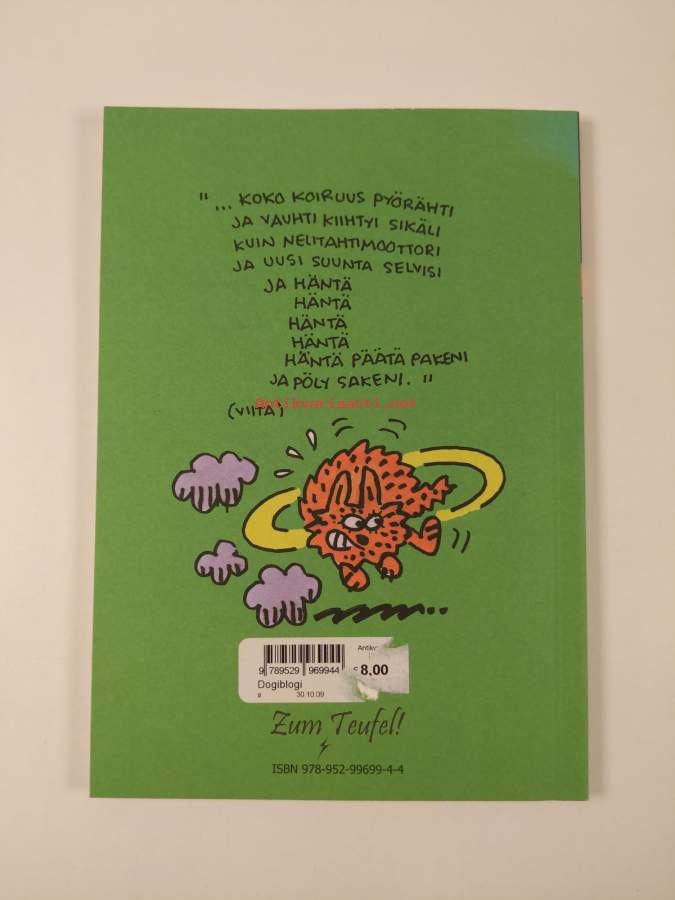 "... KOKO KOIRUUS PYÖRÄHTI
JA VAUHTI KIIHTYI SIKÄLI
KUIN NELITAHTIMOOTTORI
JA UUSI SUUNTA SELVISI
JA HÄNTÄ
HÄNTÄ
HÄNTÄ
HÄNTÄ
HÄNTÄ PÄÄTÄ PAKENI
JA PÖLY SAKENI. "
Antikvariaatti.net
(VIITA)
9 789529 969944
8,00
Dogiblogi
30.10.09
Zum Teufel!
ISBN 978-952-99699-4-4